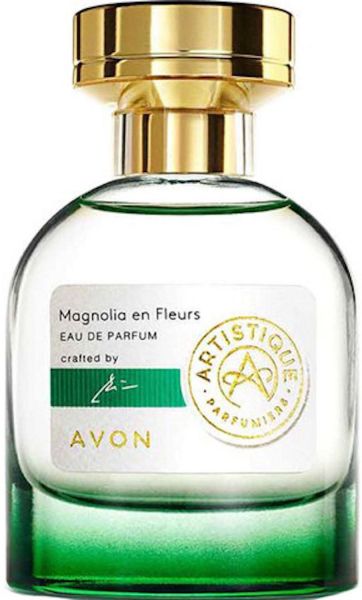 Magnolia en Fleurs
EAU DE PARFUM
crafted by
AVON
ARTISTIQUE
PARFUMIERS